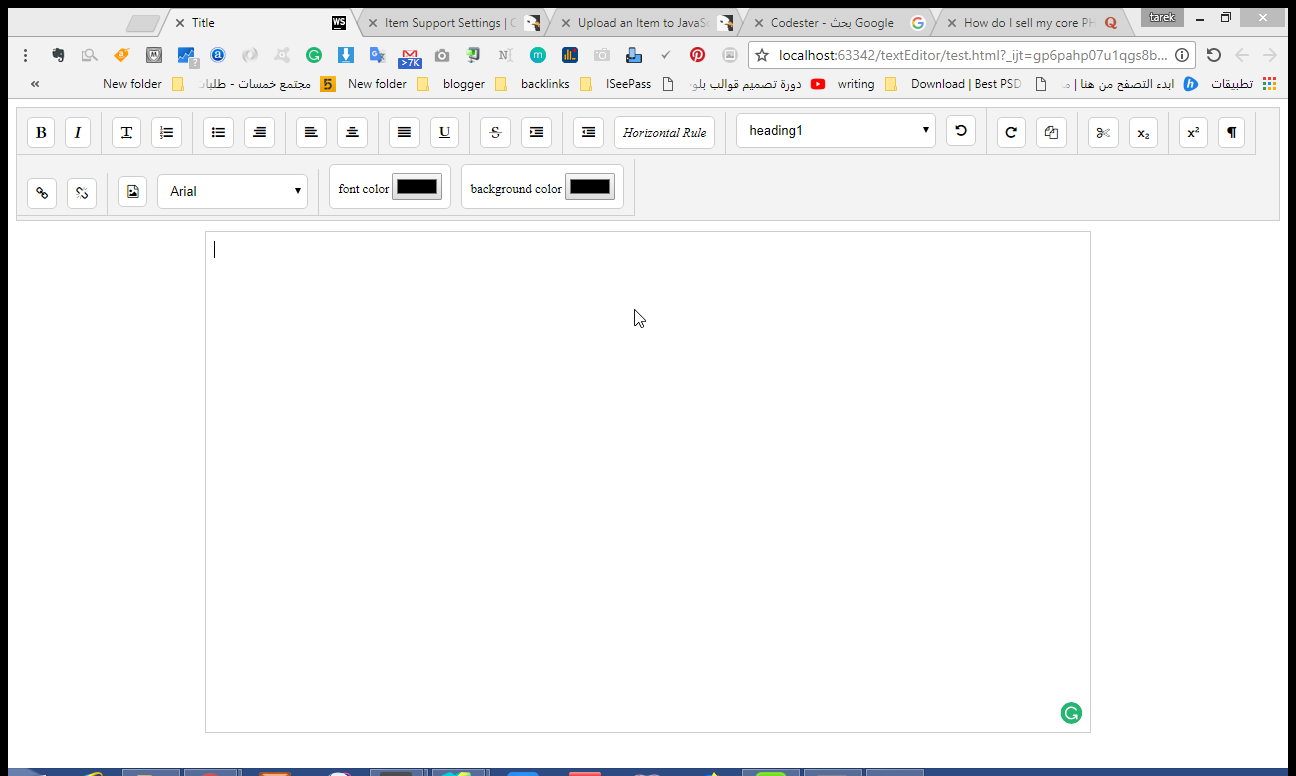 Title
WS
Item Support Settings | C
Upload an Item to JavaSc
Codester - بحث Google
How do I sell my core PH
tarek
>7K
localhost:63342/textEditor/test.html?_ijt=gp6pahp07u1qgs8b...
«
New folder
مجتمع خمسات - طلبات
New folder
blogger
backlinks
ISeePass
دورة تصميم قوالب بلو
writing
Download | Best PSD
ابدء التصفح من هنا |
تطبيقات
B I T U S Horizontal Rule heading1 x₂ x² ¶
Arial font color background color